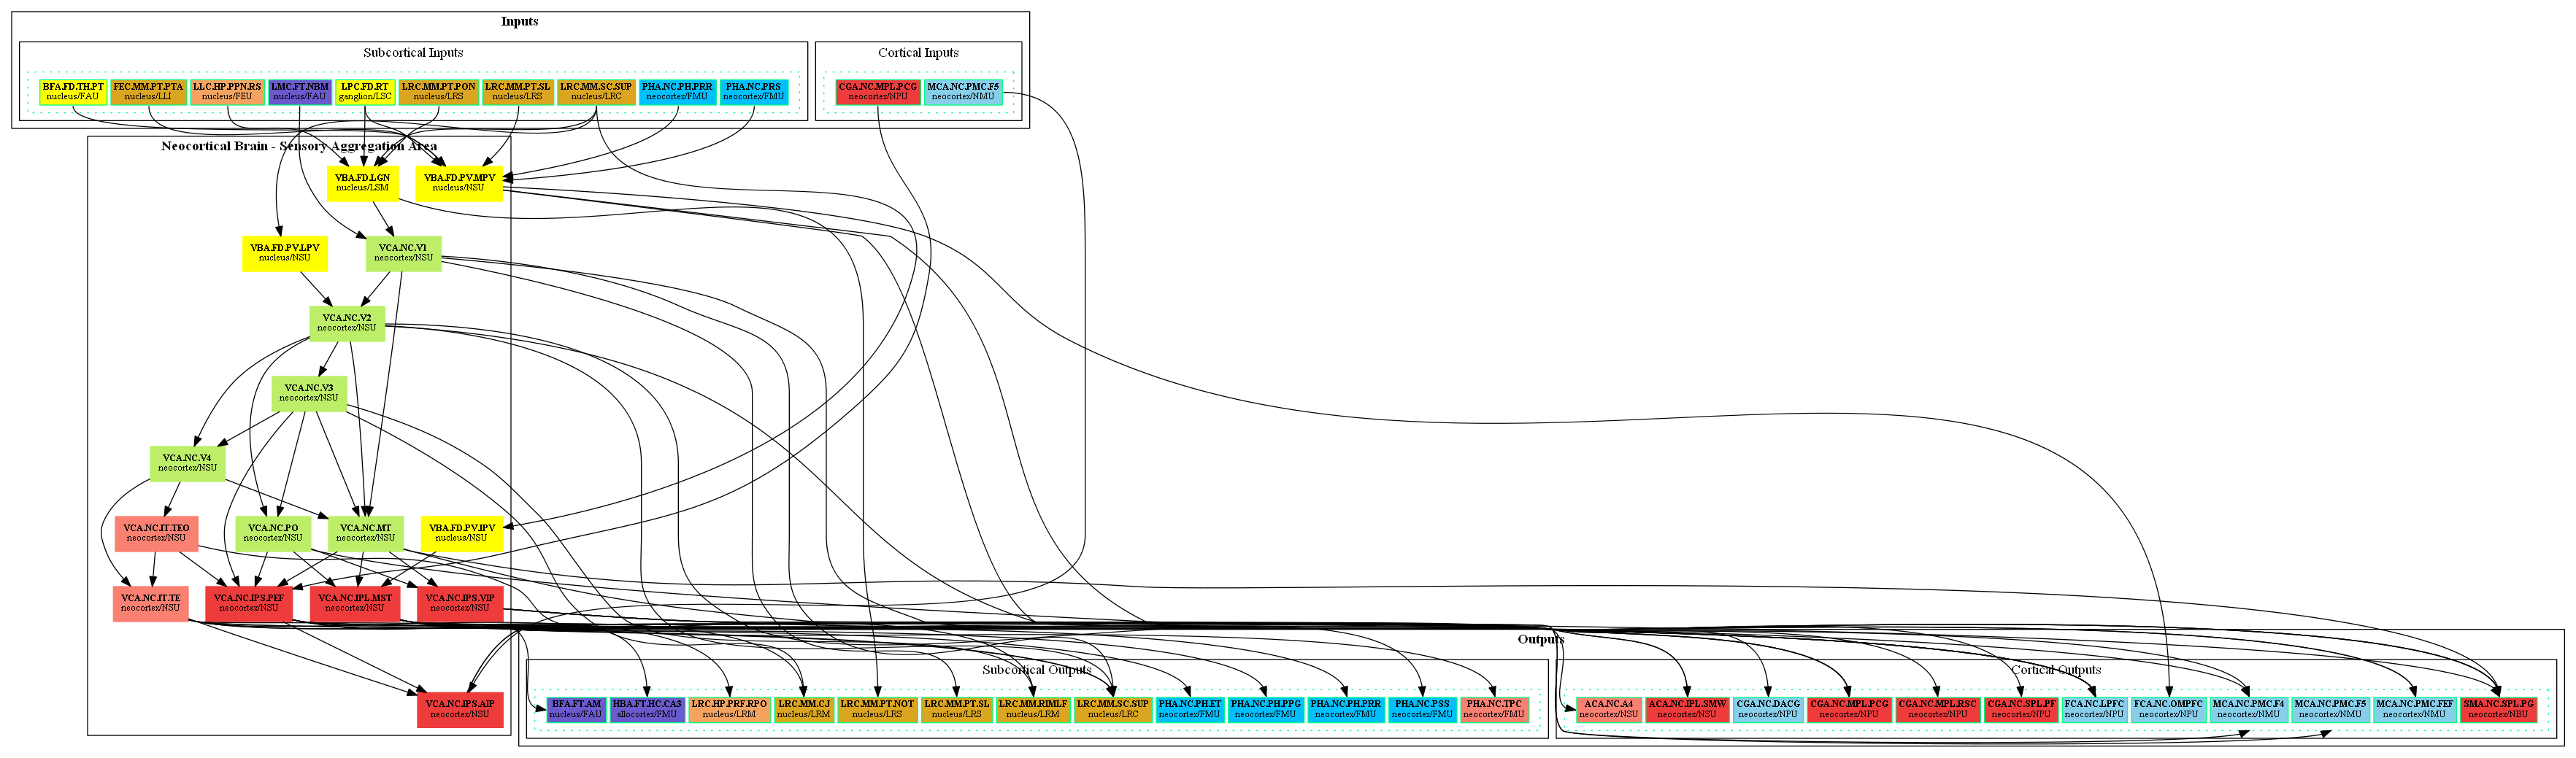 Inputs
Subcortical Inputs
Cortical Inputs
BFA.FD.TH.PT
nucleus/FAU
FEC.MM.PT.PTA
nucleus/LLI
LLC.HP.PPN.RS
nucleus/FEU
LMC.FT.NBM
nucleus/FAU
LPC.FD.RT
ganglion/LSC
LRC.MM.PT.PON
nucleus/LRS
LRC.MM.PT.SL
nucleus/LRS
LRC.MM.SC.SUP
nucleus/LRC
PHA.NC.PH.PRR
neocortex/FMU
PHA.NC.PRS
neocortex/FMU
CGA.NC.MPL.PCG
neocortex/NPU
MCA.NC.PMC.F5
neocortex/NMU
Neocortical Brain - Sensory Aggregation Area
VBA.FD.LGN
nucleus/LSM
VBA.FD.PV.MPV
nucleus/NSU
VBA.FD.PV.LPV
nucleus/NSU
VCA.NC.V1
neocortex/NSU
VCA.NC.V2
neocortex/NSU
VCA.NC.V3
neocortex/NSU
VCA.NC.V4
neocortex/NSU
VCA.NC.IT.TEO
neocortex/NSU
VCA.NC.PO
neocortex/NSU
VCA.NC.MT
neocortex/NSU
VBA.FD.PV.IPV
nucleus/NSU
VCA.NC.IT.TE
neocortex/NSU
VCA.NC.IPS.PEF
neocortex/NSU
VCA.NC.IPL.MST
neocortex/NSU
VCA.NC.IPS.VIP
neocortex/NSU
VCA.NC.IPS.AIP
neocortex/NSU
Outputs
Subcortical Outputs
Cortical Outputs
BFA.FT.AM
nucleus/FAU
HBA.FT.HC.CA3
allocortex/FMU
LRC.HP.PRF.RPO
nucleus/LRM
LRC.MM.CJ
nucleus/LRM
LRC.MM.PT.NOT
nucleus/LRS
LRC.MM.PT.SL
nucleus/LRS
LRC.MM.RIMLF
nucleus/LRM
LRC.MM.SC.SUP
nucleus/LRC
PHA.NC.PH.ET
neocortex/FMU
PHA.NC.PH.PPG
neocortex/FMU
PHA.NC.PH.PRR
neocortex/FMU
PHA.NC.PSS
neocortex/FMU
PHA.NC.TPC
neocortex/FMU
ACA.NC.A4
neocortex/NSU
ACA.NC.IPL.SMW
neocortex/NSU
CGA.NC.DACG
neocortex/NPU
CGA.NC.MPL.PCG
neocortex/NPU
CGA.NC.MPL.RSC
neocortex/NPU
CGA.NC.SPL.PF
neocortex/NPU
FCA.NC.LPFC
neocortex/NPU
FCA.NC.OMPFC
neocortex/NPU
MCA.NC.PMC.F4
neocortex/NMU
MCA.NC.PMC.F5
neocortex/NMU
MCA.NC.PMC.FEF
neocortex/NMU
SMA.NC.SPL.PG
neocortex/NBU